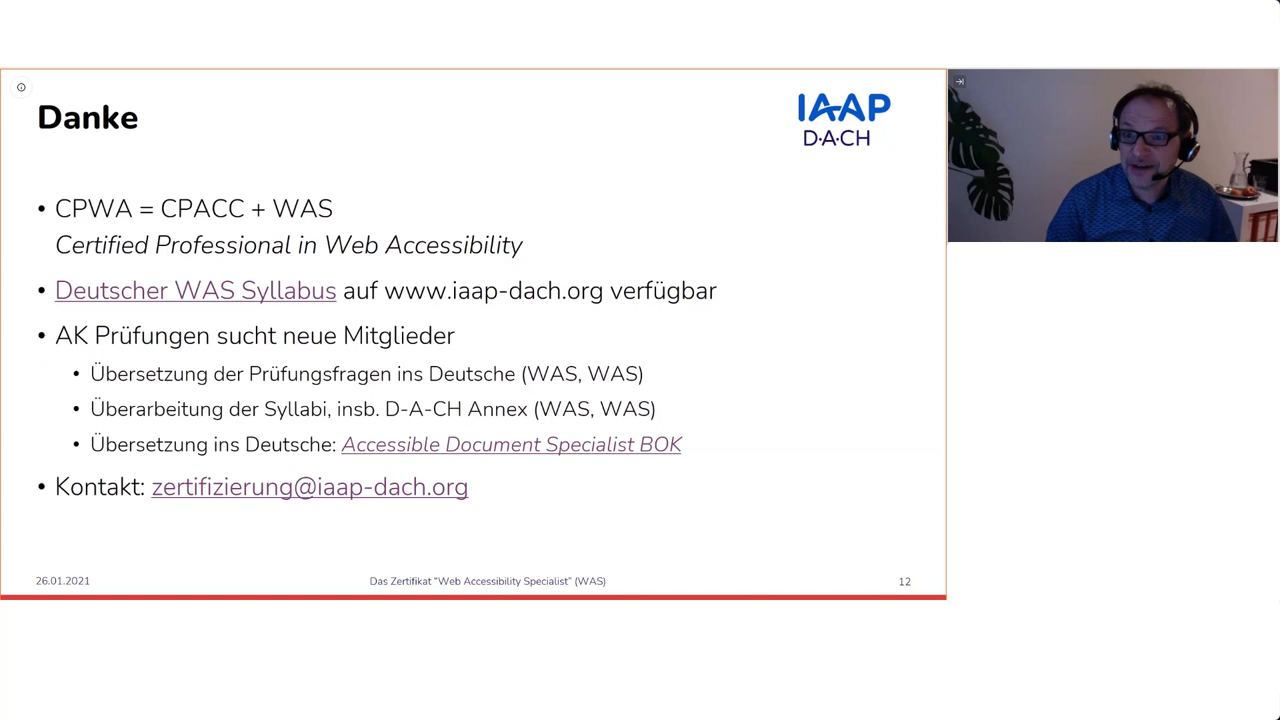 Danke
IAAP
D·A·CH
• CPWA = CPACC + WAS
Certified Professional in Web Accessibility
• Deutscher WAS Syllabus auf www.iaap-dach.org verfügbar
• AK Prüfungen sucht neue Mitglieder
• Übersetzung der Prüfungsfragen ins Deutsche (WAS, WAS)
• Überarbeitung der Syllabi, insb. D-A-CH Annex (WAS, WAS)
• Übersetzung ins Deutsche: Accessible Document Specialist BOK
• Kontakt: zertifizierung@iaap-dach.org
26.01.2021
Das Zertifikat "Web Accessibility Specialist" (WAS)
12